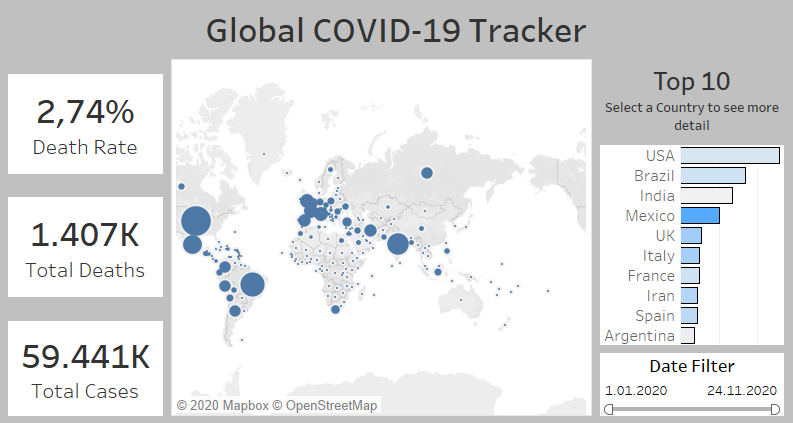 Global COVID-19 Tracker
2,74%
Death Rate
1.407K
Total Deaths
59.441K
Total Cases
© 2020 Mapbox © OpenStreetMap
Top 10
Select a Country to see more
detail
USA
Brazil
India
Mexico
UK
Italy
France
Iran
Spain
Argentina
Date Filter
1.01.2020 24.11.2020